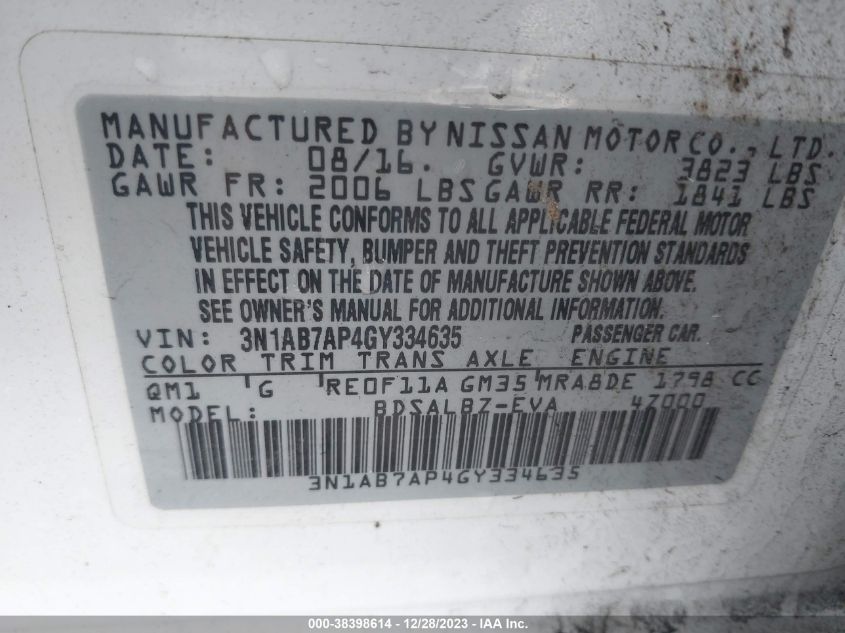 MANUFACTURED BY NISSAN MOTOR CO., LTD.
DATE: 08/16. GVWR: 3823 LBS
GAWR FR: 2006 LBS GAWR RR: 1841 LBS
THIS VEHICLE CONFORMS TO ALL APPLICABLE FEDERAL MOTOR
VEHICLE SAFETY, BUMPER AND THEFT PREVENTION STANDARDS
IN EFFECT ON THE DATE OF MANUFACTURE SHOWN ABOVE.
SEE OWNER'S MANUAL FOR ADDITIONAL INFORMATION.
VIN: 3N1AB7AP4GY334635 PASSENGER CAR.
COLOR TRIM TRANS AXLE ENGINE
QM1 G RE0F11A GM35 MRA8DE 1798 CC
MODEL: BDSALBZ-EVA 47000
3N1AB7AP4GY334635
000-38398614 - 12/28/2023 - IAA Inc.